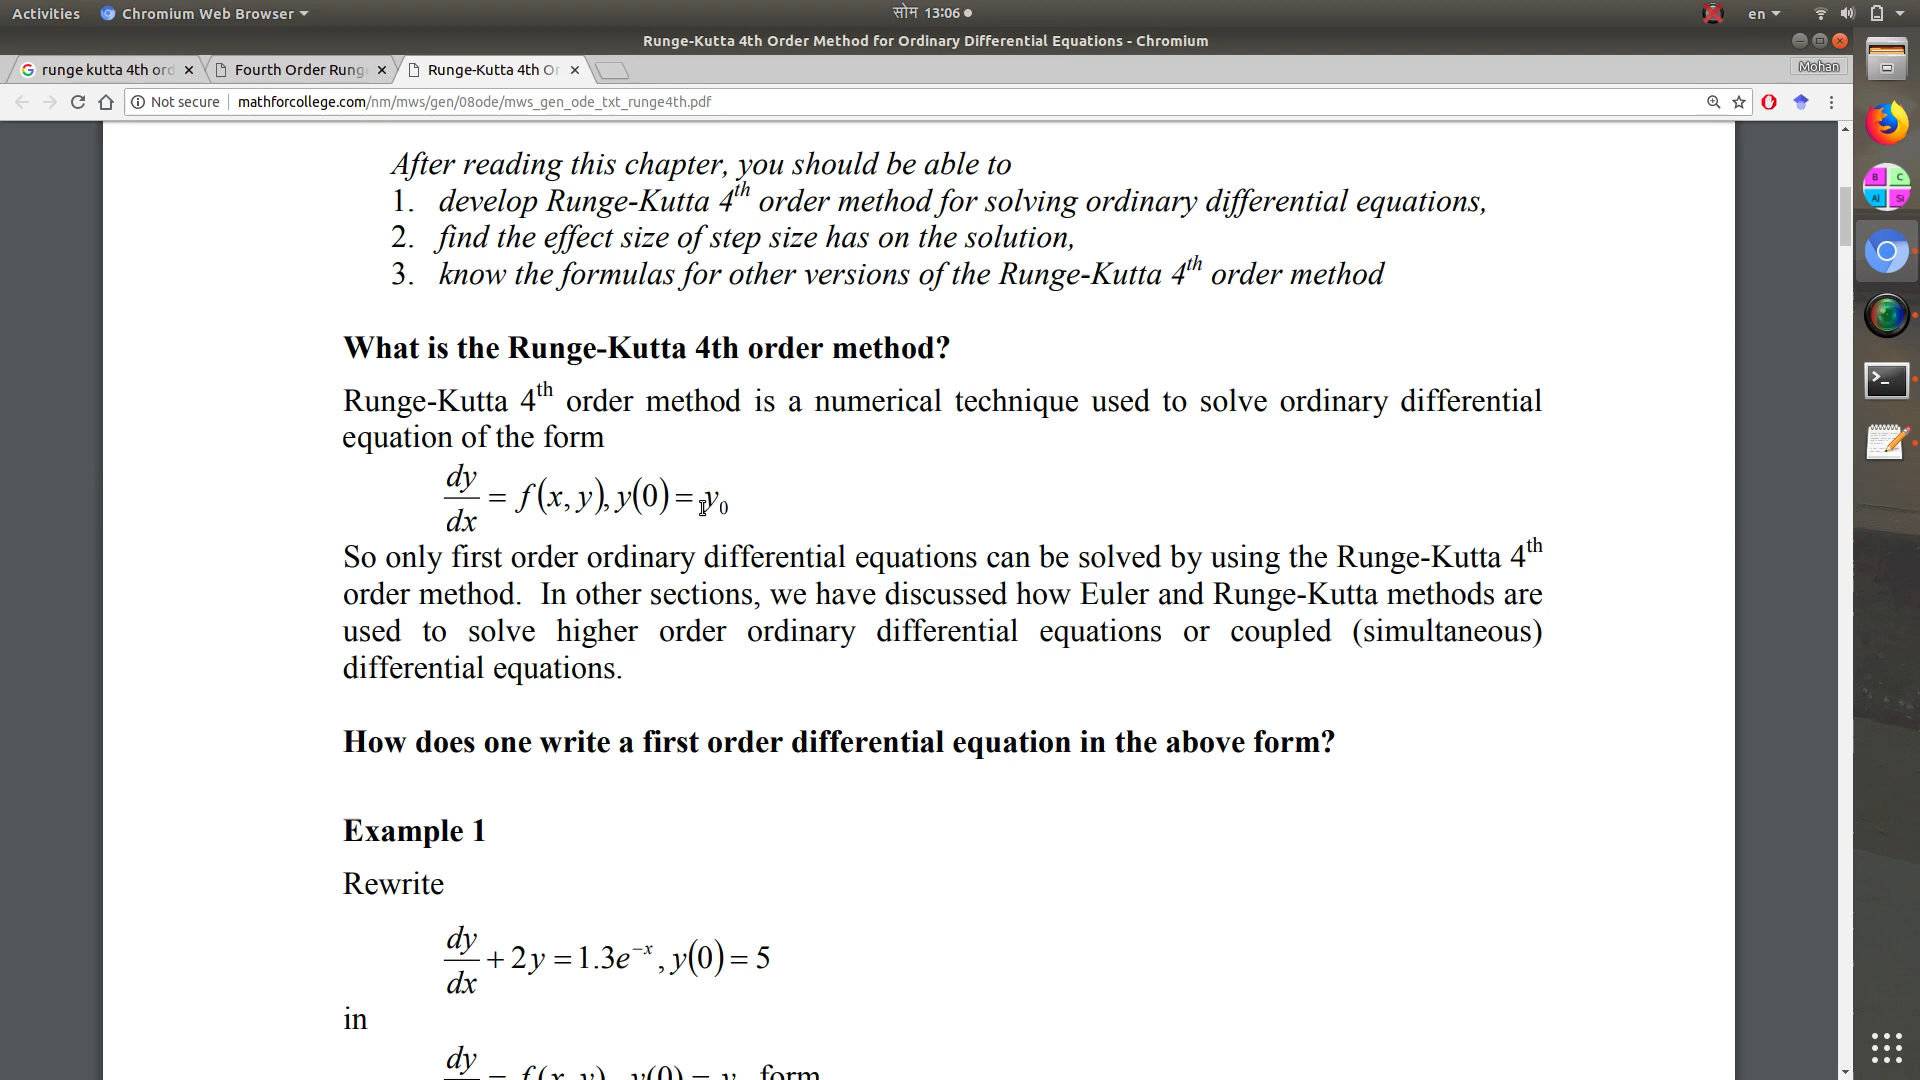 Activities Chromium Web Browser सोम 13:06 en
Runge-Kutta 4th Order Method for Ordinary Differential Equations - Chromium
runge kutta 4th ord Fourth Order Rung Runge-Kutta 4th Or Mohan
Not secure mathforcollege.com/nm/mws/gen/08ode/mws_gen_ode_txt_runge4th.pdf
After reading this chapter, you should be able to
1. develop Runge-Kutta 4th order method for solving ordinary differential equations,
2. find the effect size of step size has on the solution,
3. know the formulas for other versions of the Runge-Kutta 4th order method
What is the Runge-Kutta 4th order method?
Runge-Kutta 4th order method is a numerical technique used to solve ordinary differential
equation of the form
dy/dx = f(x, y), y(0) = y0
So only first order ordinary differential equations can be solved by using the Runge-Kutta 4th
order method. In other sections, we have discussed how Euler and Runge-Kutta methods are
used to solve higher order ordinary differential equations or coupled (simultaneous)
differential equations.
How does one write a first order differential equation in the above form?
Example 1
Rewrite
dy/dx + 2y = 1.3e^−x, y(0) = 5
in
dy = f(x, y), y(0) = y form
B C
Al Si